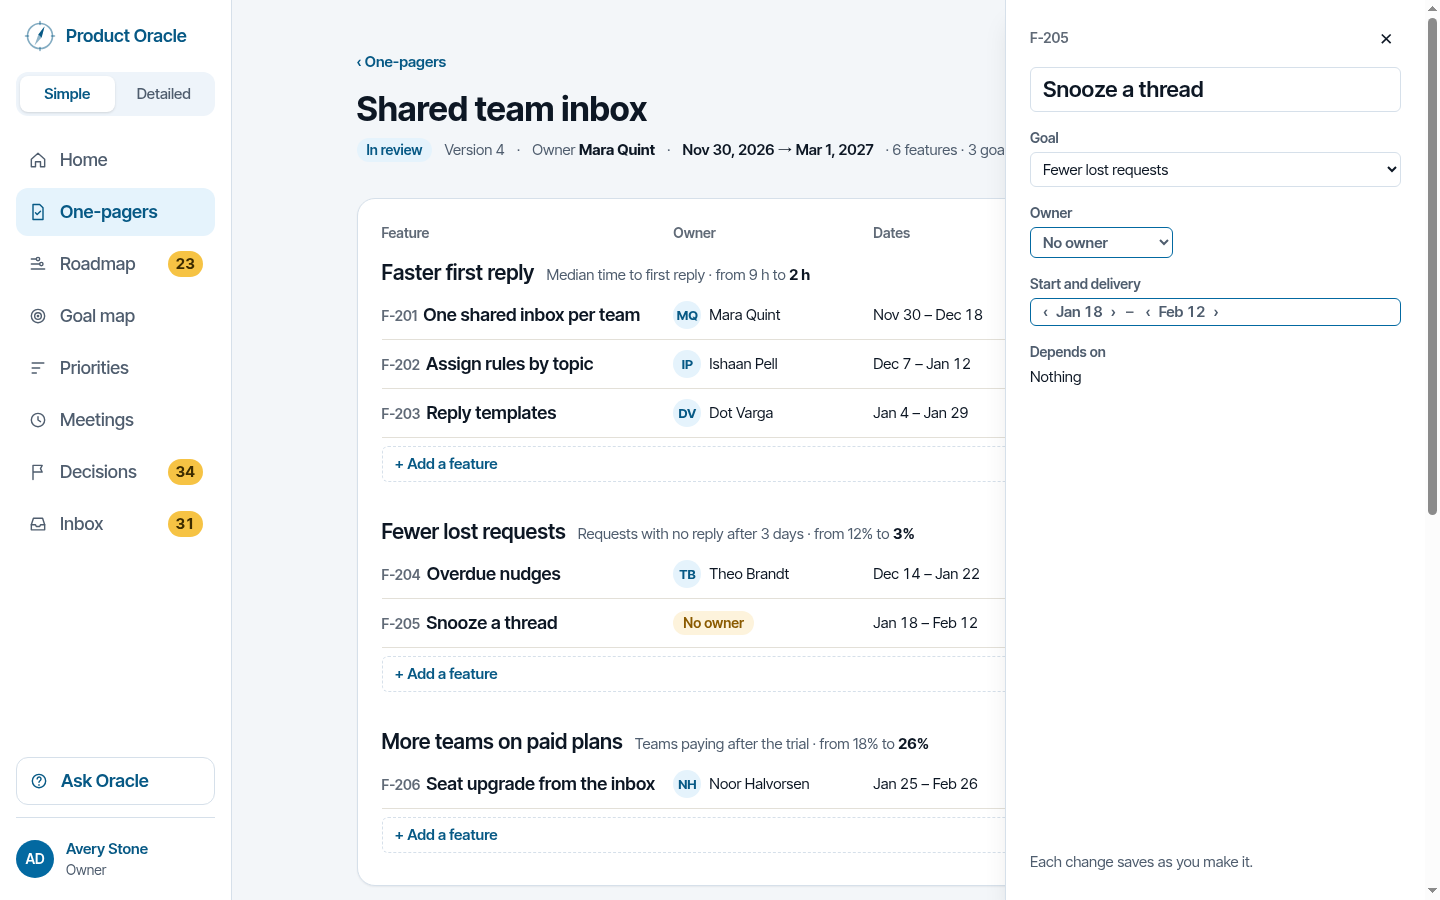 Product Oracle
Simple
Detailed
Home
One-pagers
Roadmap 23
Goal map
Priorities
Meetings
Decisions 34
Inbox 31
Ask Oracle
AD
Avery Stone
Owner
‹ One-pagers
Shared team inbox
In review Version 4 · Owner Mara Quint · Nov 30, 2026 → Mar 1, 2027 · 6 features · 3 goa
Feature Owner Dates
Faster first reply Median time to first reply · from 9 h to 2 h
F-201 One shared inbox per team MQ Mara Quint Nov 30 – Dec 18
F-202 Assign rules by topic IP Ishaan Pell Dec 7 – Jan 12
F-203 Reply templates DV Dot Varga Jan 4 – Jan 29
+ Add a feature
Fewer lost requests Requests with no reply after 3 days · from 12% to 3%
F-204 Overdue nudges TB Theo Brandt Dec 14 – Jan 22
F-205 Snooze a thread No owner Jan 18 – Feb 12
+ Add a feature
More teams on paid plans Teams paying after the trial · from 18% to 26%
F-206 Seat upgrade from the inbox NH Noor Halvorsen Jan 25 – Feb 26
+ Add a feature
F-205 ×
Snooze a thread
Goal
Fewer lost requests
Owner
No owner
Start and delivery
‹ Jan 18 › – ‹ Feb 12 ›
Depends on
Nothing
Each change saves as you make it.